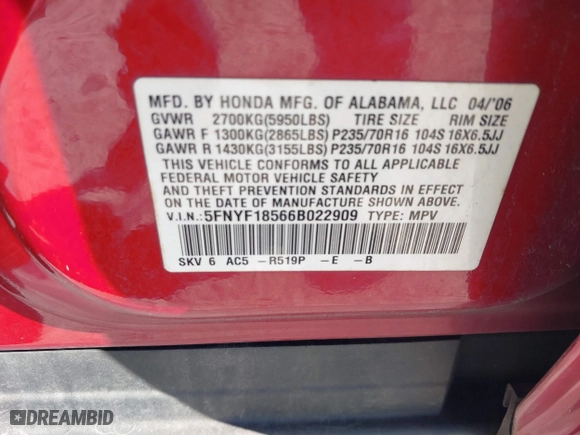 MFD. BY HONDA MFG. OF ALABAMA, LLC 04/'06
GVWR 2700KG(5950LBS) TIRE SIZE RIM SIZE
GAWR F 1300KG(2865LBS) P235/70R16 104S 16X6.5JJ
GAWR R 1430KG(3155LBS) P235/70R16 104S 16X6.5JJ
THIS VEHICLE CONFORMS TO ALL APPLICABLE
FEDERAL MOTOR VEHICLE SAFETY
AND THEFT PREVENTION STANDARDS IN EFFECT
ON THE DATE OF MANUFACTURE SHOWN ABOVE.
V.I.N.:5FNYF18566B022909 TYPE: MPV
SKV 6 AC5 -R519P -E -B
DREAMBID